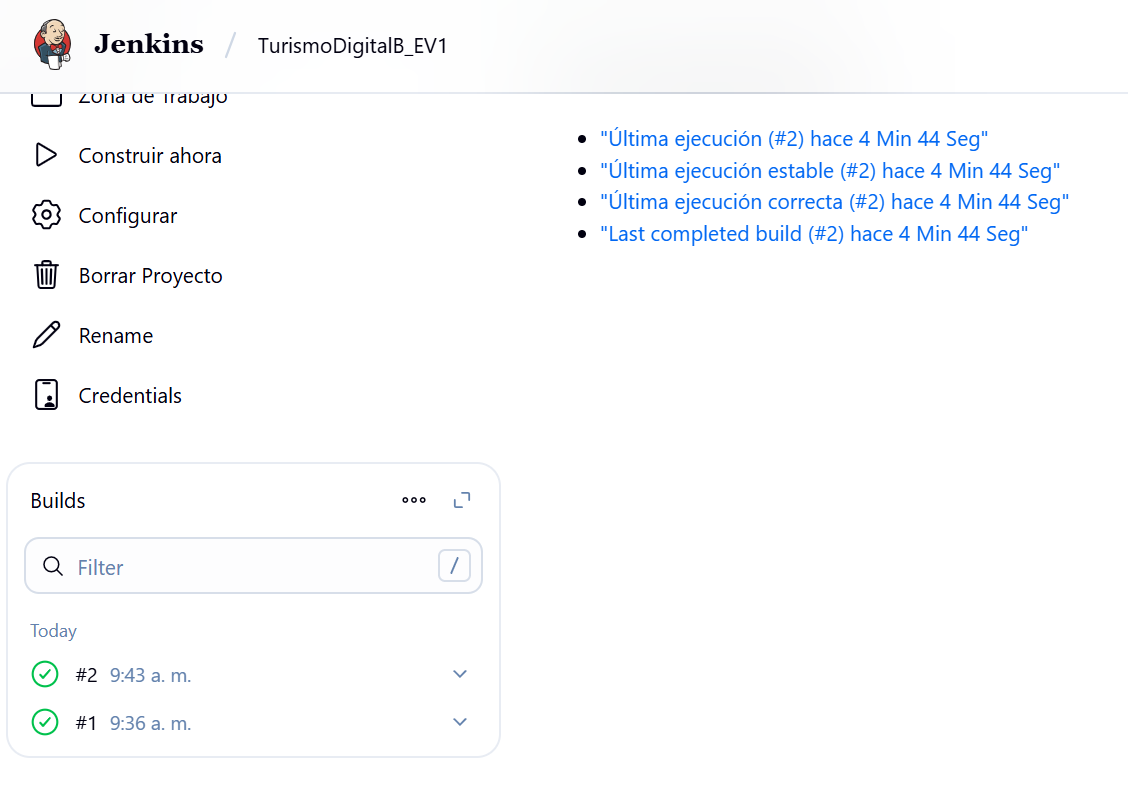 Jenkins / TurismoDigitalB_EV1
Zona de Trabajo
Construir ahora
Configurar
Borrar Proyecto
Rename
Credentials
"Última ejecución (#2) hace 4 Min 44 Seg"
"Última ejecución estable (#2) hace 4 Min 44 Seg"
"Última ejecución correcta (#2) hace 4 Min 44 Seg"
"Last completed build (#2) hace 4 Min 44 Seg"
Builds
Filter /
Today
#2 9:43 a. m.
#1 9:36 a. m.